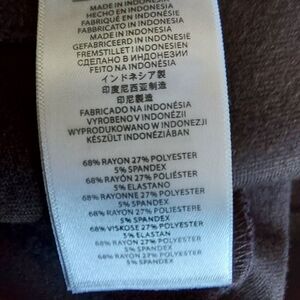 MADE IN INDONESIA
HECHO EN INDONESIA
FABRIQUÉ EN INDONÉSIE
FABBRICATO IN INDONESIA
MADE IN INDONESIA
GEFABRICEERD IN INDONESIË
FREMSTILLET I INDONESIEN
СДЕЛАНО В ИНДОНЕЗИИ
FEITO NA INDONÉSIA
インドネシア製
印度尼西亚制造
印尼製造
FABRICADO NA INDONÉSIA
VYROBENO V INDONÉZII
WYPRODUKOWANO W INDONEZJI
KÉSZÜLT INDONÉZIÁBAN
68% RAYON 27% POLYESTER
5% SPANDEX
68% RAYON 27% POLIÉSTER
5% ELASTANO
68% RAYONNE 27% POLYESTER
5% SPANDEX
68% RAYON 27% POLIESTERE
5% SPANDEX
68% VISKOSE 27% POLYESTER
5% ELASTAN
68% RAYON 27% POLYESTER
5% SPANDEX
68% RAYON 27% POLYESTER
5% SPANDEX